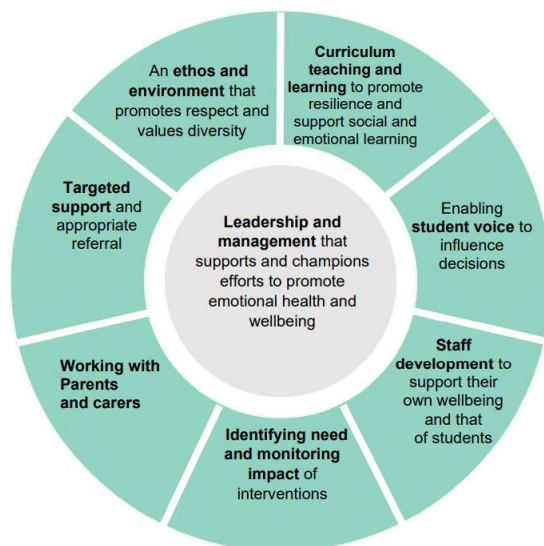 An ethos and
environment that
promotes respect and
values diversity
Curriculum
teaching and
learning to promote
resilience and
support social and
emotional learning
Enabling
student voice to
influence
decisions
Staff
development to
support their
own wellbeing
and that
of students
Identifying need
and monitoring
impact of
interventions
Working with
Parents
and carers
Targeted
support and
appropriate
referral
Leadership and
management that
supports and champions
efforts to promote
emotional health and
wellbeing